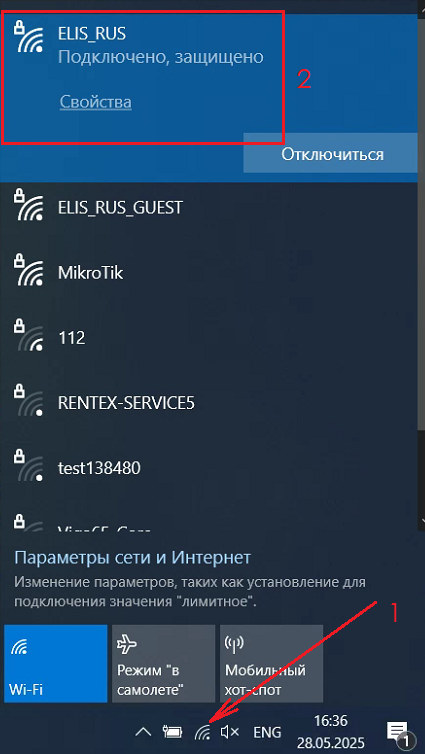 ELIS_RUS
Подключено, защищено
2
Свойства
Отключиться
ELIS_RUS_GUEST
MikroTik
112
RENTEX-SERVICE5
test138480
Параметры сети и Интернет
Изменение параметров, таких как установление для
подключения значения "лимитное".
1
Wi-Fi
Режим "в
самолете"
Мобильный
хот-спот
ENG
16:36
28.05.2025
1